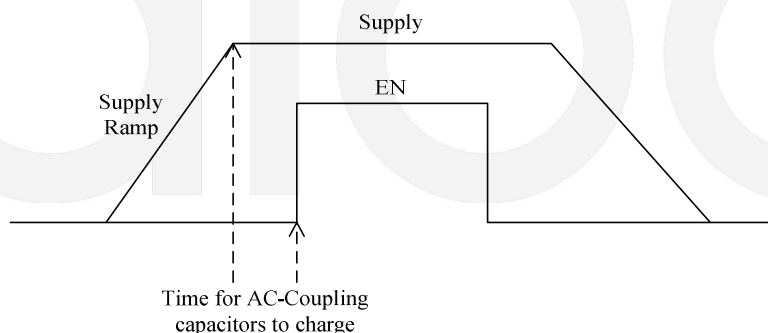 Supply
EN
Supply
Ramp
Time for AC-Coupling
capacitors to charge